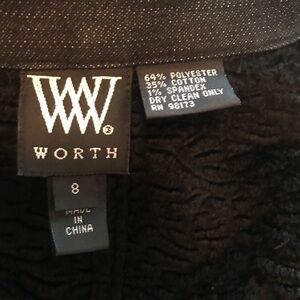 W
WORTH
8
MADE
IN
CHINA
64% POLYESTER
35% COTTON
1% SPANDEX
DRY CLEAN ONLY
RN 98173